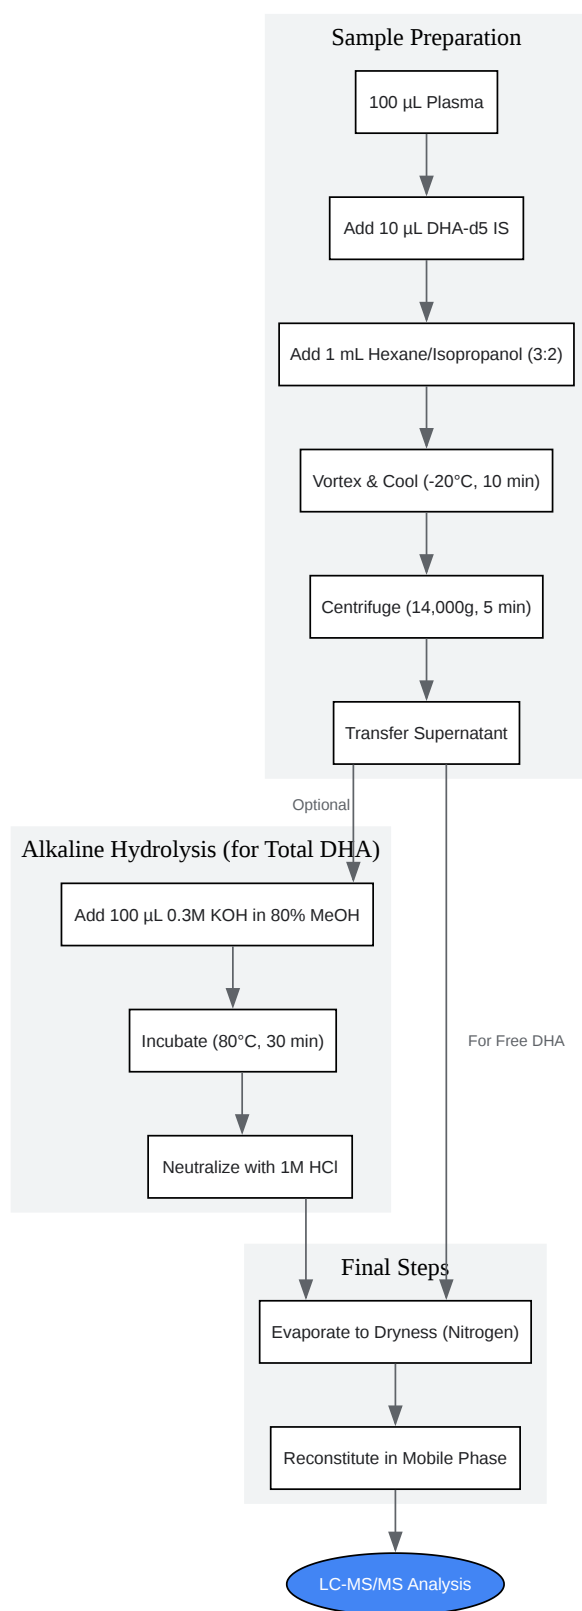 Sample Preparation
100 µL Plasma
Add 10 µL DHA-d5 IS
Add 1 mL Hexane/Isopropanol (3:2)
Vortex & Cool (-20°C, 10 min)
Centrifuge (14,000g, 5 min)
Transfer Supernatant
Optional
Alkaline Hydrolysis (for Total DHA)
Add 100 µL 0.3M KOH in 80% MeOH
Incubate (80°C, 30 min)
For Free DHA
Neutralize with 1M HCl
Final Steps
Evaporate to Dryness (Nitrogen)
Reconstitute in Mobile Phase
LC-MS/MS Analysis